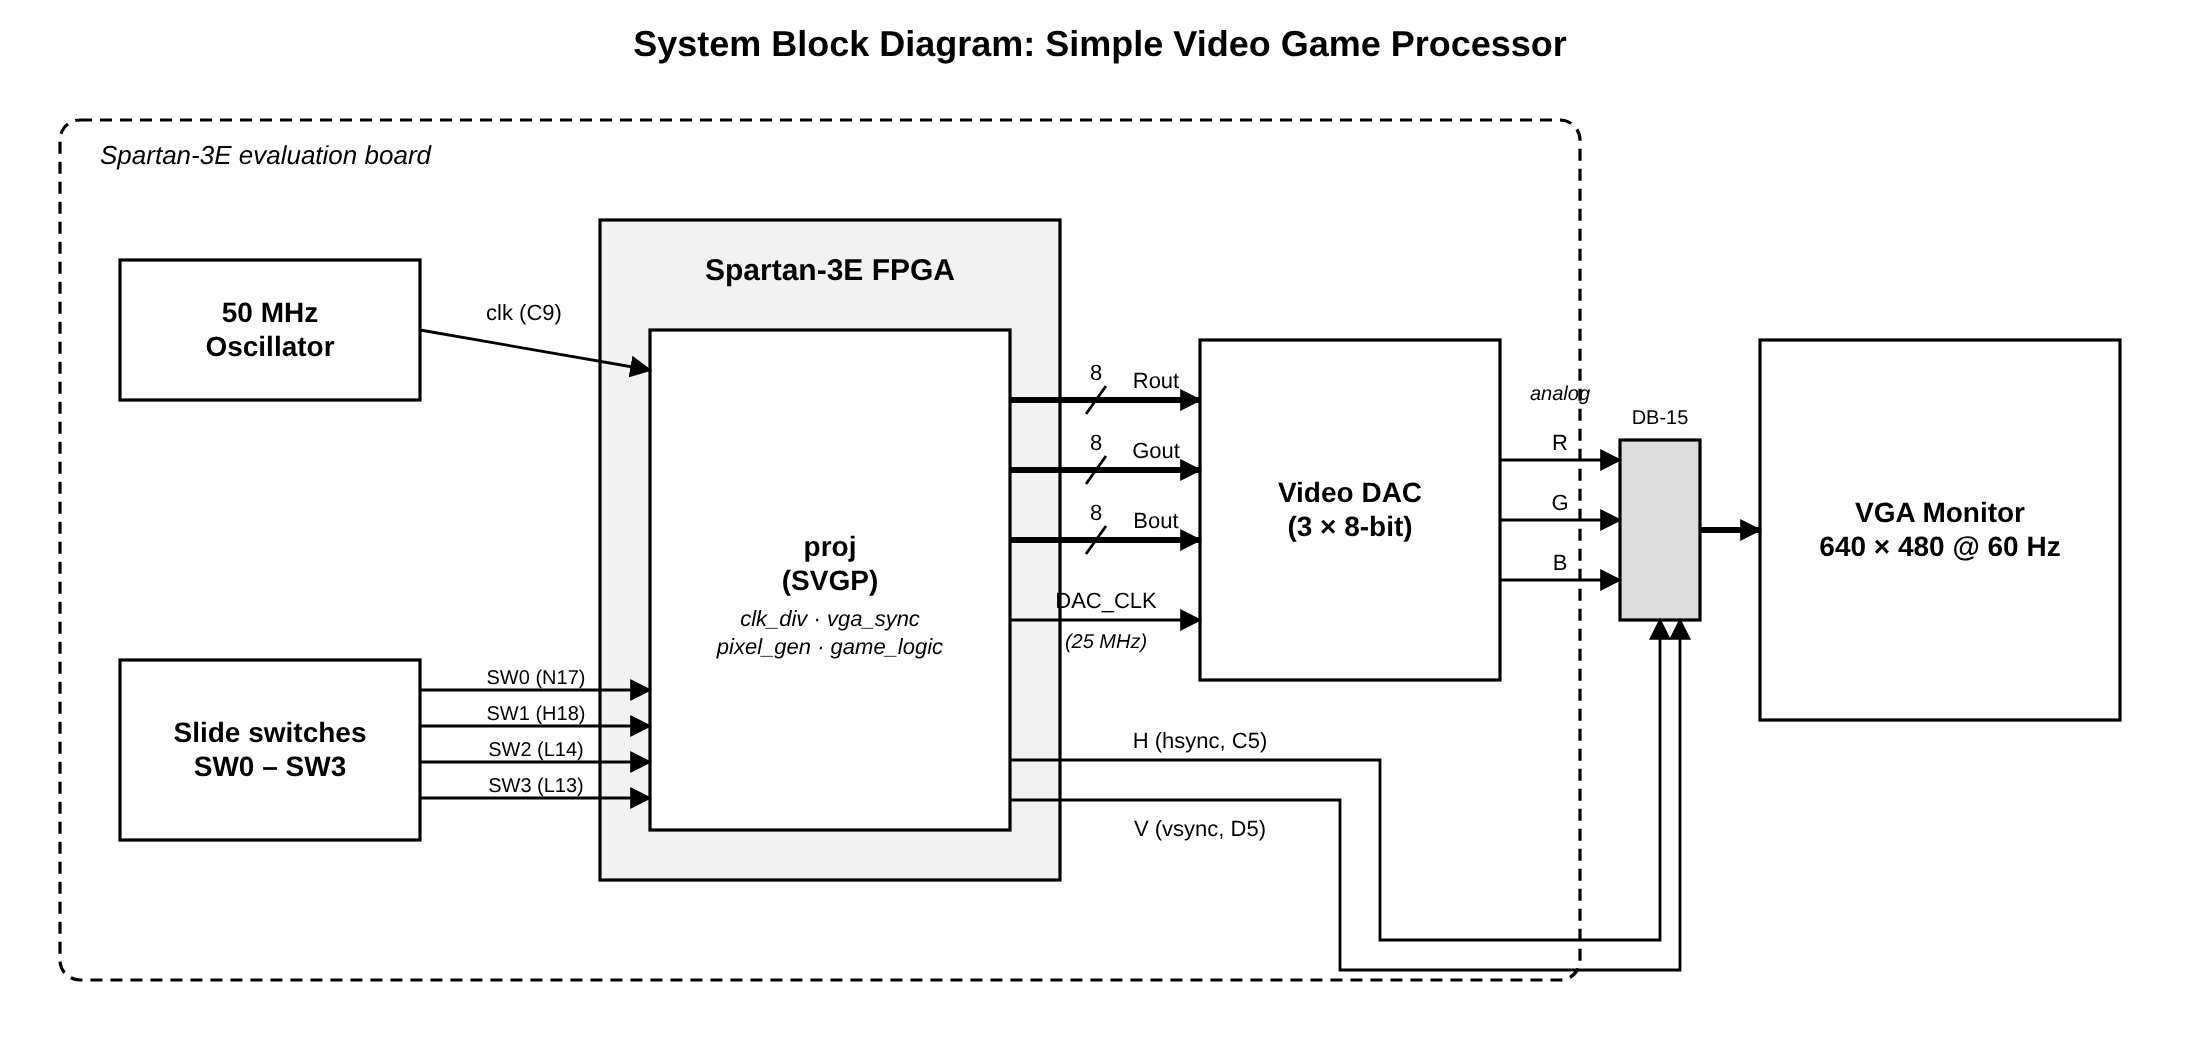 System Block Diagram: Simple Video Game Processor
Spartan-3E evaluation board
50 MHz
Oscillator
clk (C9)
Spartan-3E FPGA
proj
(SVGP)
clk_div · vga_sync
pixel_gen · game_logic
Slide switches
SW0 – SW3
SW0 (N17)
SW1 (H18)
SW2 (L14)
SW3 (L13)
8
Rout
8
Gout
8
Bout
DAC_CLK
(25 MHz)
Video DAC
(3 × 8-bit)
analog
R
G
B
DB-15
VGA Monitor
640 × 480 @ 60 Hz
H (hsync, C5)
V (vsync, D5)